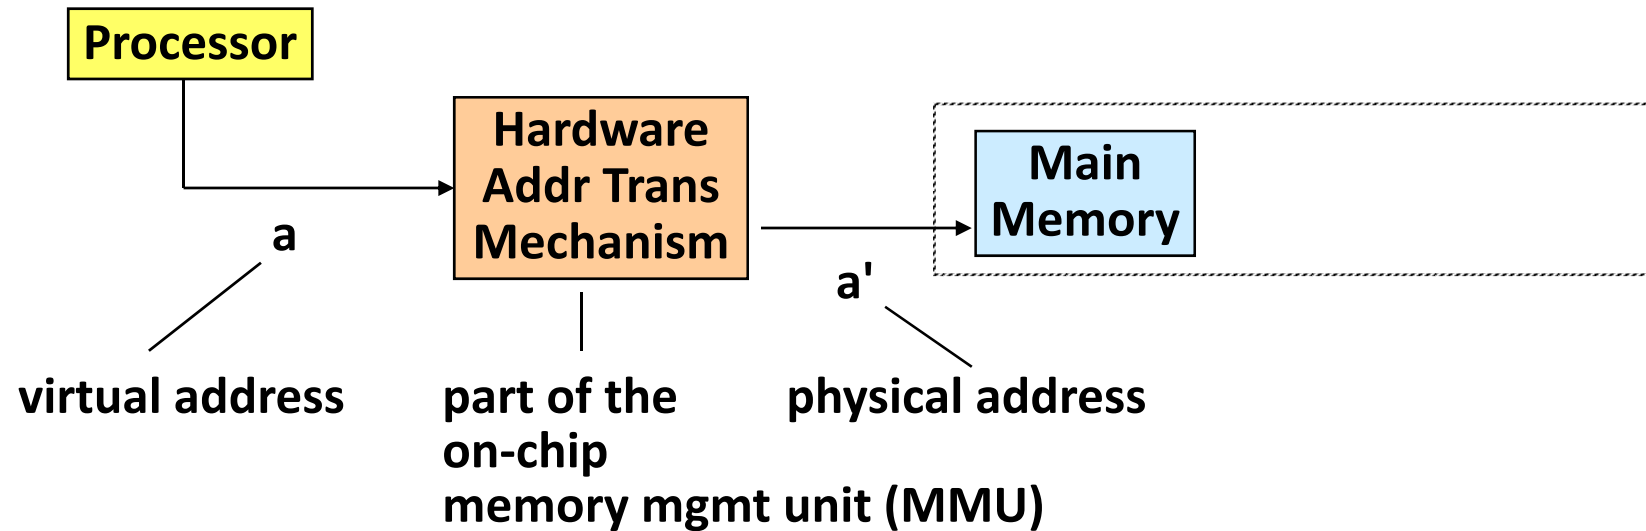 Processor
Hardware
Addr Trans
Mechanism
Main
Memory
a
a'
virtual address
part of the
on-chip
memory mgmt unit (MMU)
physical address